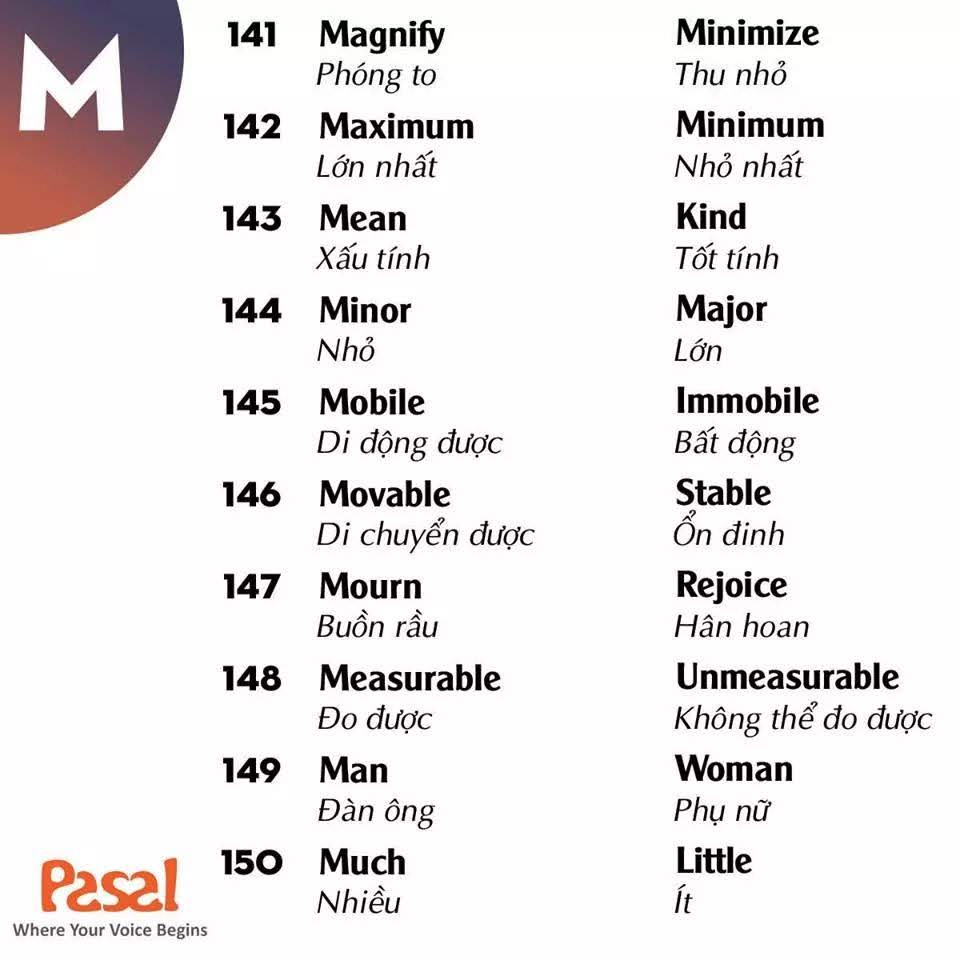 M
141 Magnify Minimize
Phóng to Thu nhỏ
142 Maximum Minimum
Lớn nhất Nhỏ nhất
143 Mean Kind
Xấu tính Tốt tính
144 Minor Major
Nhỏ Lớn
145 Mobile Immobile
Di động được Bất động
146 Movable Stable
Di chuyển được Ổn đinh
147 Mourn Rejoice
Buồn rầu Hân hoan
148 Measurable Unmeasurable
Đo được Không thể đo được
149 Man Woman
Đàn ông Phụ nữ
150 Much Little
Nhiều Ít
Pasal
Where Your Voice Begins